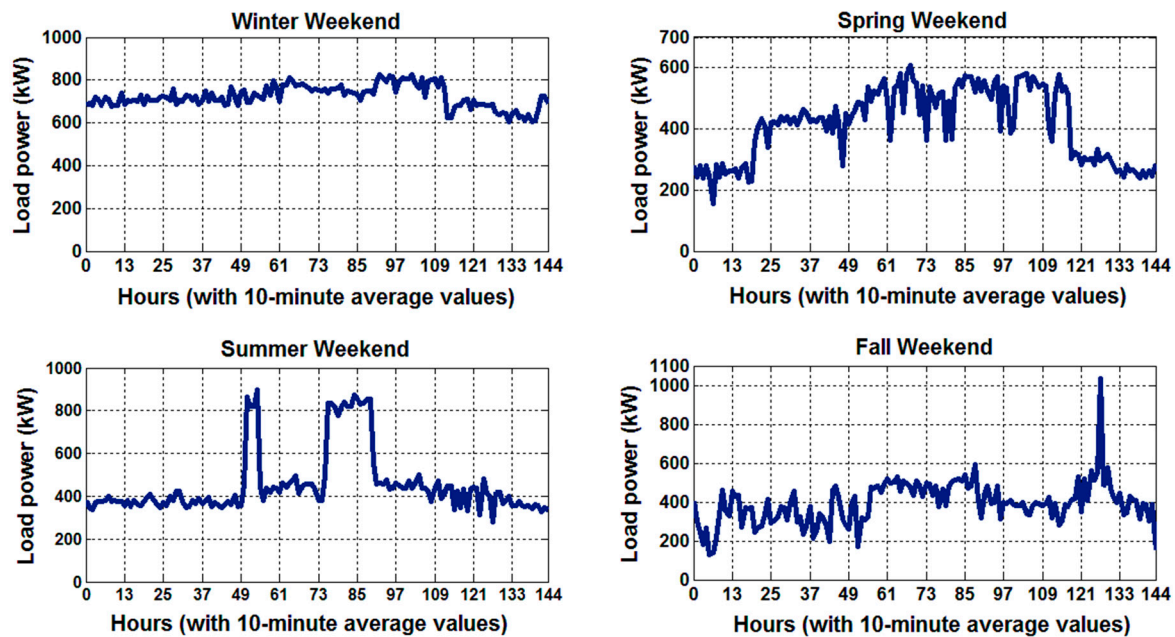 Winter Weekend
Load power (kW)
1000
800
600
400
200
0
0 13 25 37 49 61 73 85 97 109 121 133 144
Hours (with 10-minute average values)
Spring Weekend
Load power (kW)
700
600
400
200
0
0 13 25 37 49 61 73 85 97 109 121 133 144
Hours (with 10-minute average values)
Summer Weekend
Load power (kW)
1000
800
600
400
200
0
0 13 25 37 49 61 73 85 97 109 121 133 144
Hours (with 10-minute average values)
Fall Weekend
Load power (kW)
1100
1000
800
600
400
200
0
0 13 25 37 49 61 73 85 97 109 121 133 144
Hours (with 10-minute average values)